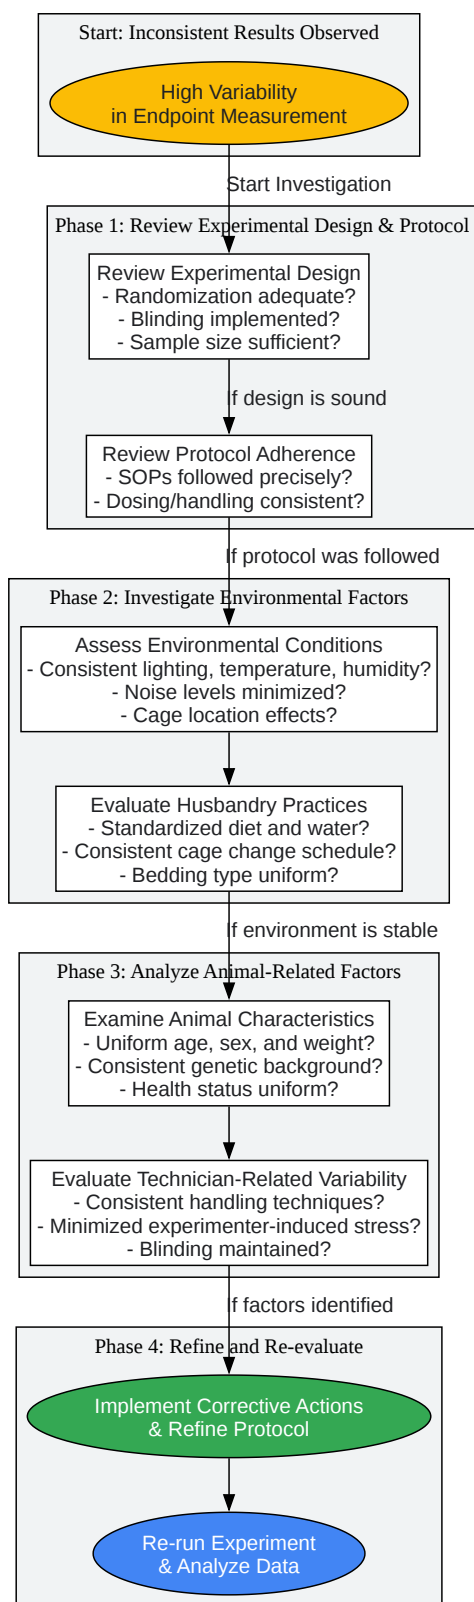 Start: Inconsistent Results Observed
High Variability
in Endpoint Measurement
Start Investigation
Phase 1: Review Experimental Design & Protocol
Review Experimental Design
- Randomization adequate?
- Blinding implemented?
- Sample size sufficient?
If design is sound
Review Protocol Adherence
- SOPs followed precisely?
- Dosing/handling consistent?
If protocol was followed
Phase 2: Investigate Environmental Factors
Assess Environmental Conditions
- Consistent lighting, temperature, humidity?
- Noise levels minimized?
- Cage location effects?
Evaluate Husbandry Practices
- Standardized diet and water?
- Consistent cage change schedule?
- Bedding type uniform?
If environment is stable
Phase 3: Analyze Animal-Related Factors
Examine Animal Characteristics
- Uniform age, sex, and weight?
- Consistent genetic background?
- Health status uniform?
Evaluate Technician-Related Variability
- Consistent handling techniques?
- Minimized experimenter-induced stress?
- Blinding maintained?
If factors identified
Phase 4: Refine and Re-evaluate
Implement Corrective Actions
& Refine Protocol
Re-run Experiment
& Analyze Data